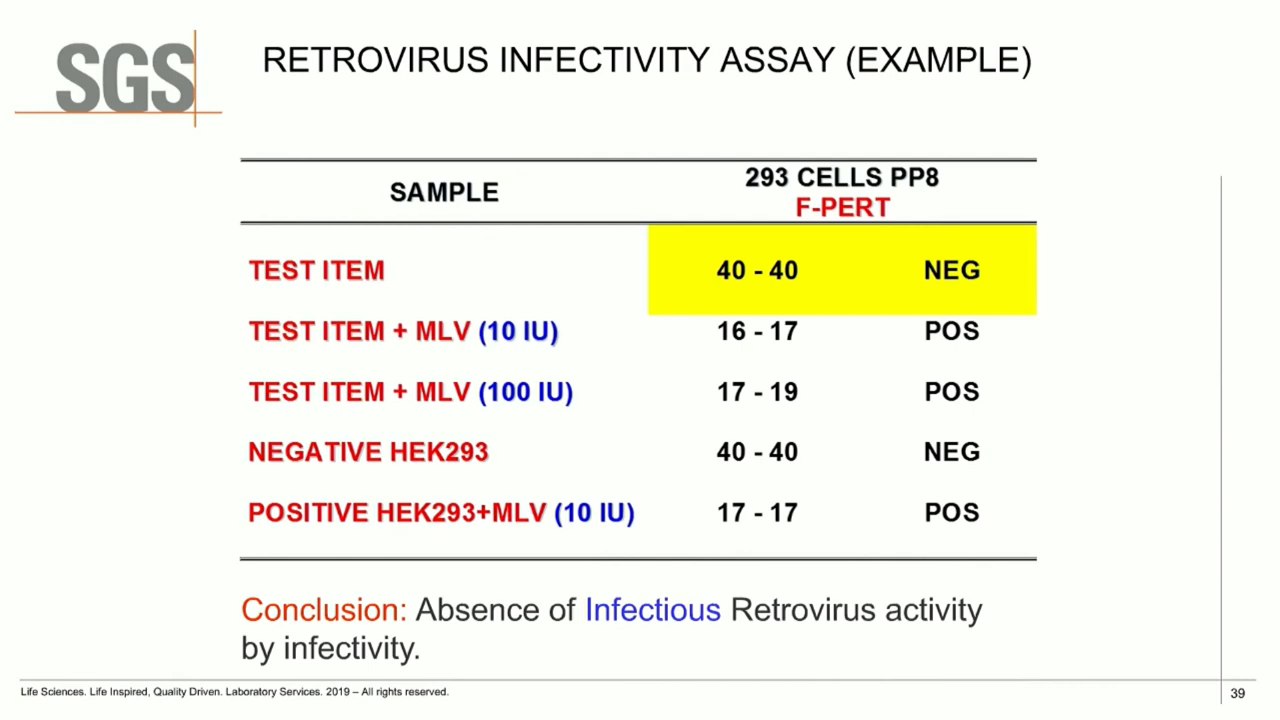 SGS
RETROVIRUS INFECTIVITY ASSAY (EXAMPLE)
SAMPLE
293 CELLS PP8
F-PERT
TEST ITEM 40 - 40 NEG
TEST ITEM + MLV (10 IU) 16 - 17 POS
TEST ITEM + MLV (100 IU) 17 - 19 POS
NEGATIVE HEK293 40 - 40 NEG
POSITIVE HEK293+MLV (10 IU) 17 - 17 POS
Conclusion: Absence of Infectious Retrovirus activity
by infectivity.
Life Sciences. Life Inspired, Quality Driven. Laboratory Services. 2019 – All rights reserved.
39